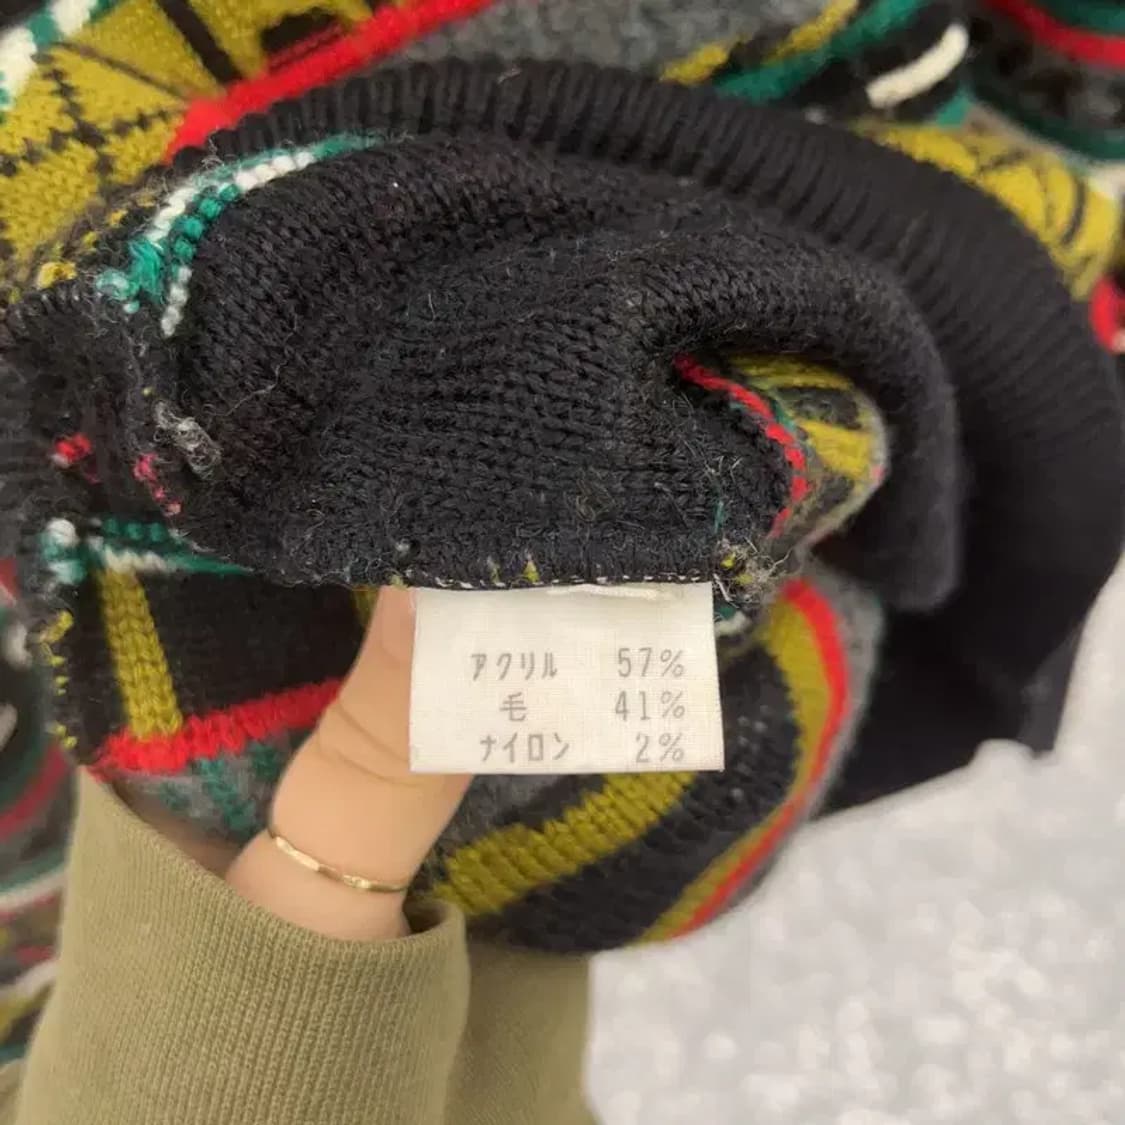 アクリル 57%
毛 41%
ナイロン 2%